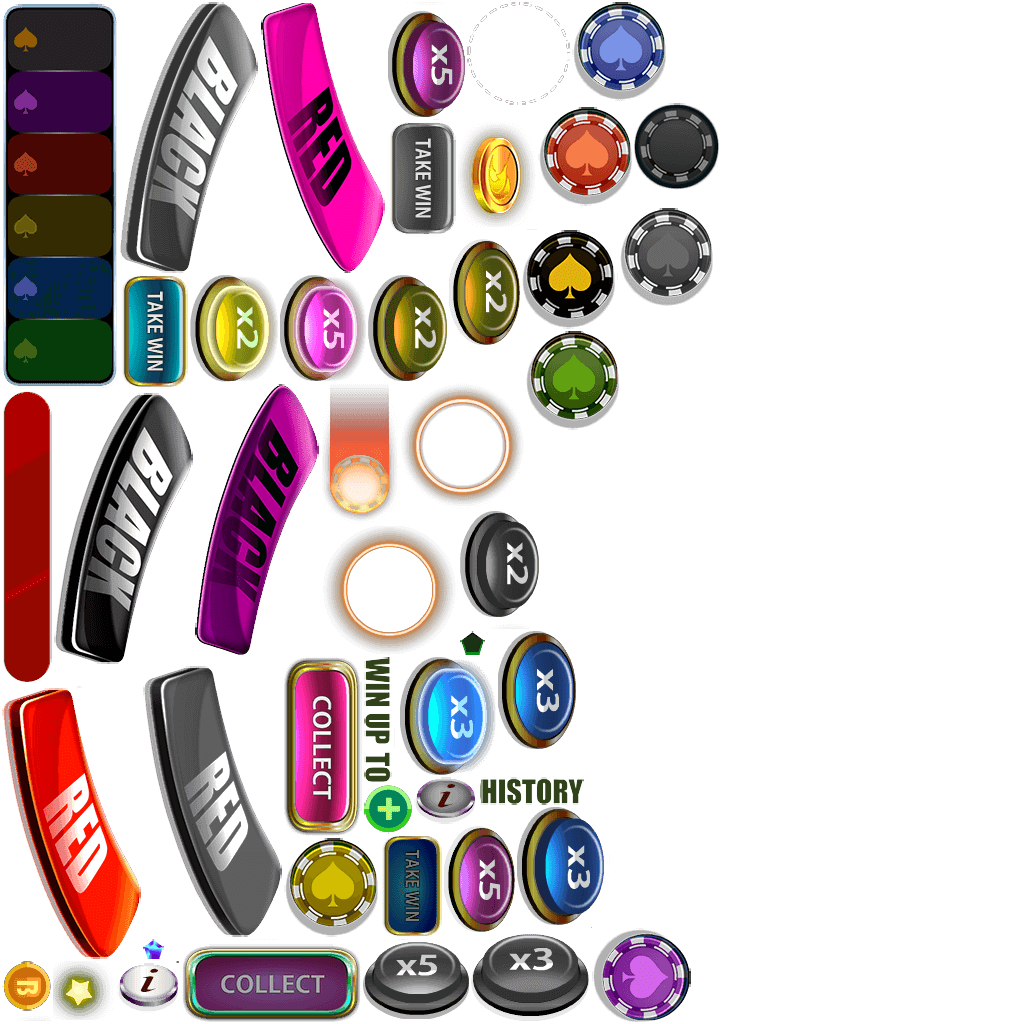 BLACK
RED
x5
TAKE WIN
TAKE WIN
x2
x5
x2
x2
BLACK
BLACK
x2
RED
RED
COLLECT
WIN UP TO
x3
x3
i
HISTORY
TAKE WIN
x5
x3
B
i
COLLECT
x5
x3